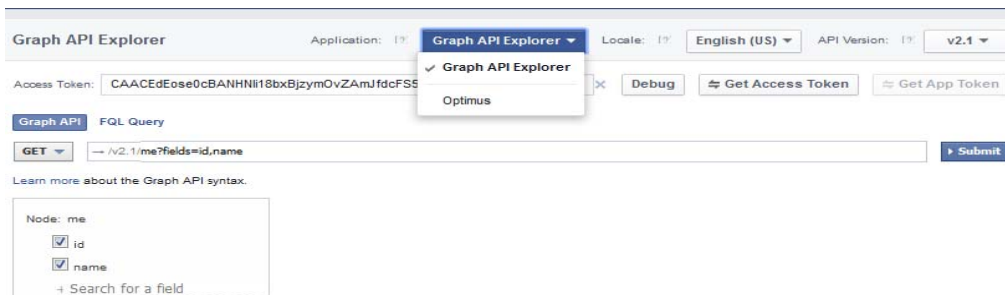 Graph API Explorer Application: [?] Graph API Explorer Locale: [?] English (US) API Version: [?] v2.1
Graph API Explorer
Access Token: Debug Get Access Token Get App Token
Optimus
Graph API FQL Query
GET → /v2.1/me?fields=id,name Submit
Learn more about the Graph API syntax.
Node: me
id
name
+ Search for a field